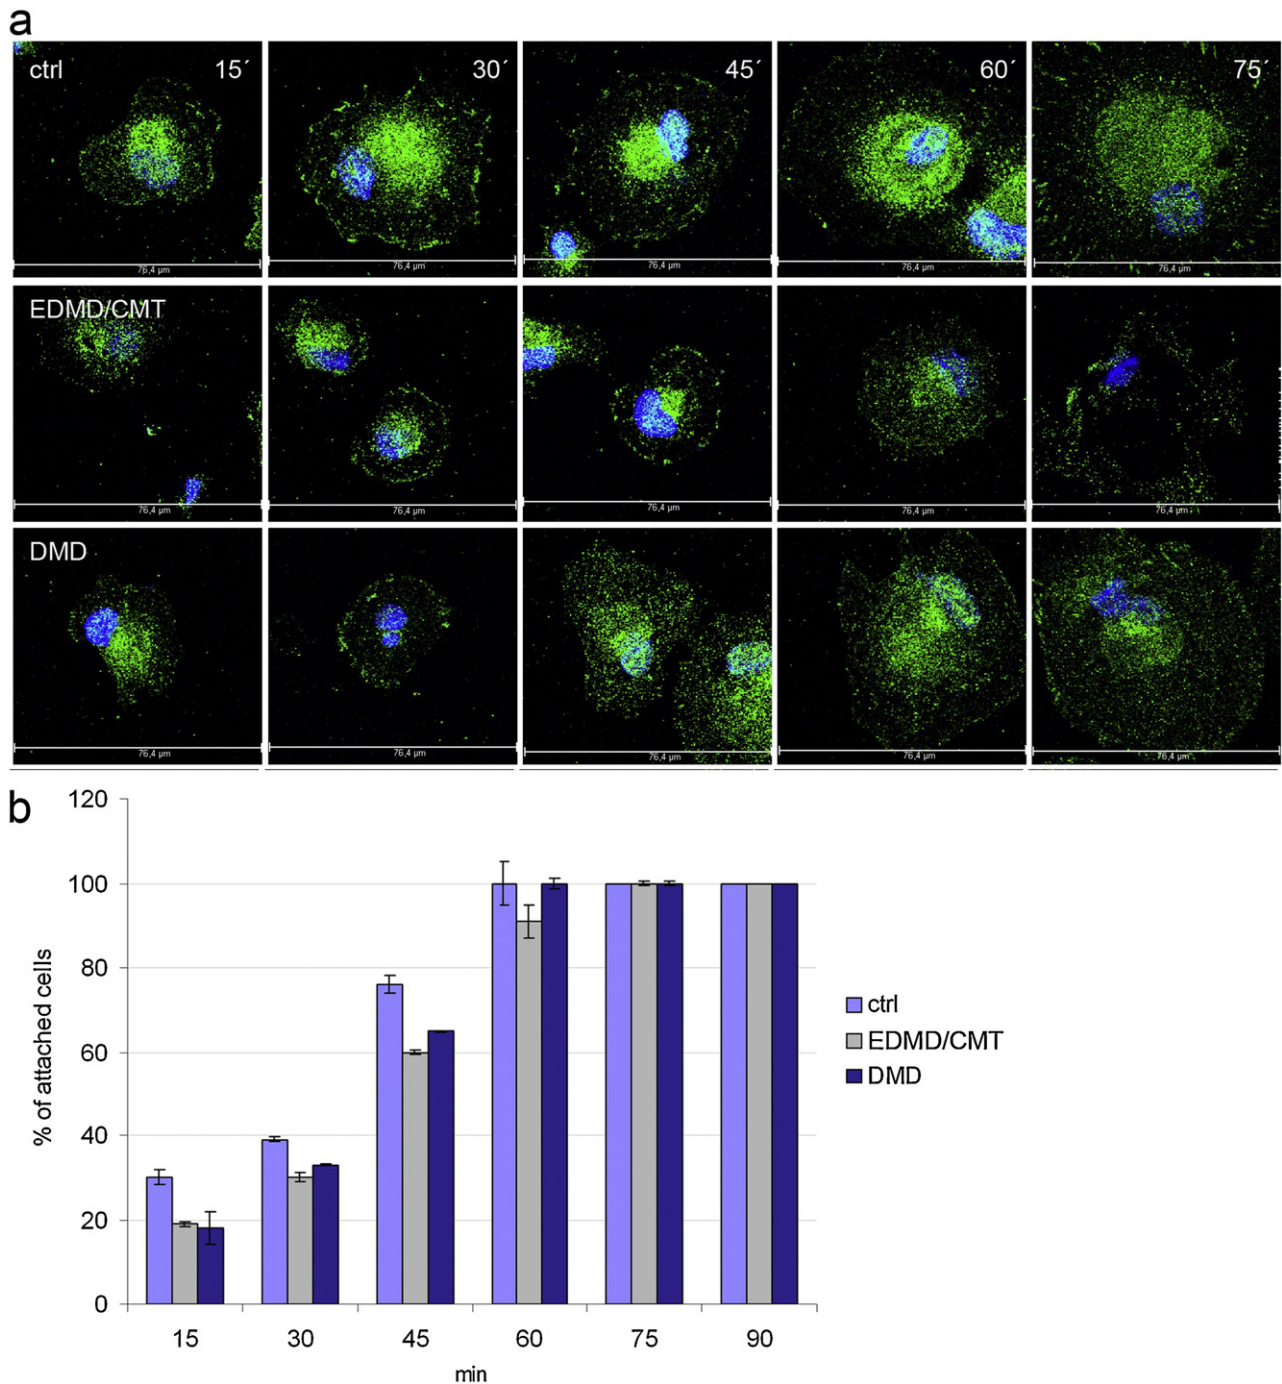 a
ctrl 15´ 30´ 45´ 60´ 75´
76,4 µm 76,4 µm 76,4 µm 76,4 µm 76,4 µm
EDMD/CMT
76,4 µm 76,4 µm 76,4 µm 76,4 µm 76,4 µm
DMD
76,4 µm 76,4 µm 76,4 µm 76,4 µm 76,4 µm
b
120
100
80
60
40
20
0
% of attached cells
15 30 45 60 75 90
min
ctrl
EDMD/CMT
DMD